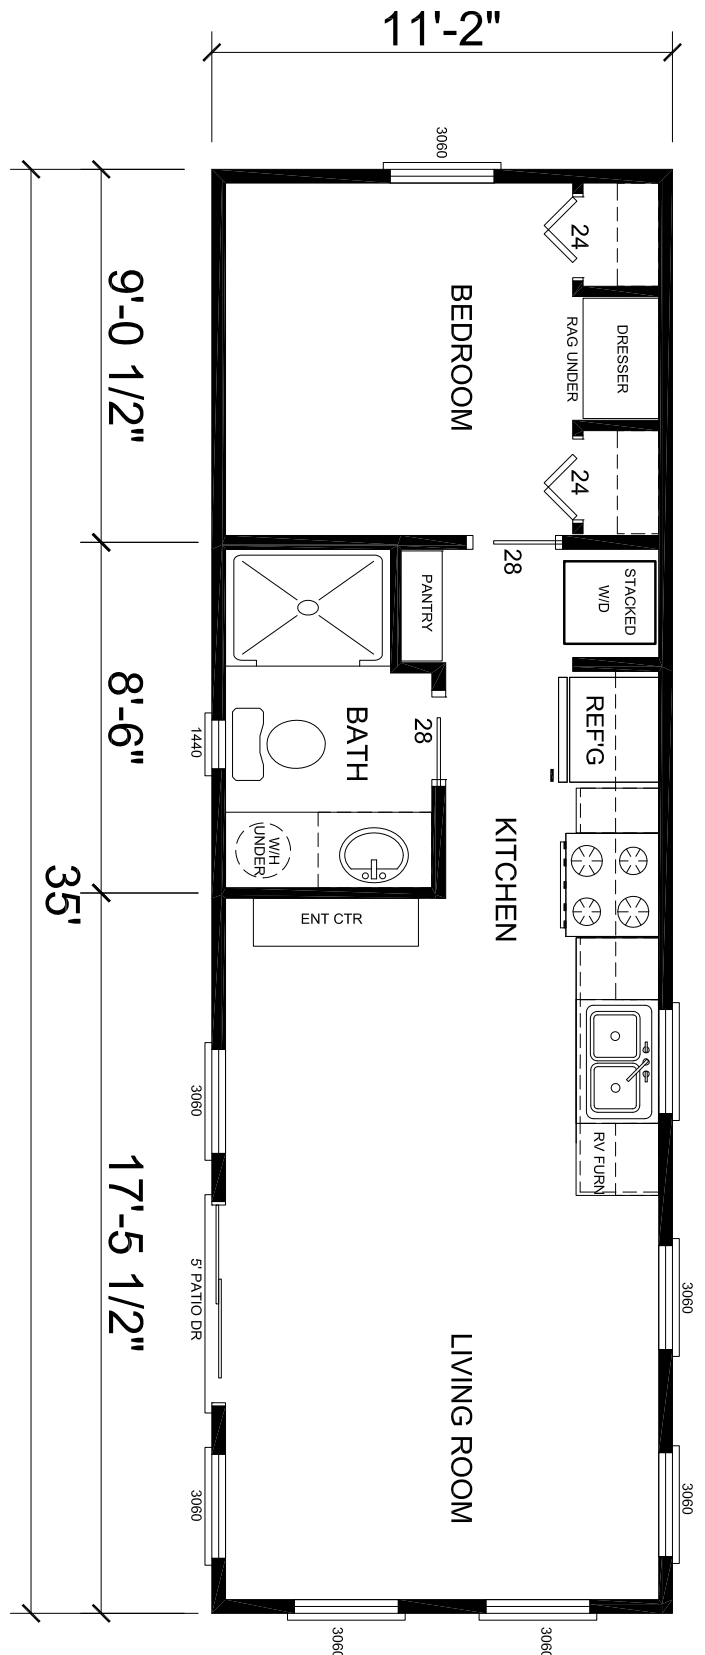 11'-2"
3060
24
9'-0 1/2"
BEDROOM
DRESSER
RAG UNDER
24
28
PANTRY
STACKED
W/D
8'-6"
1440
BATH
28
REF'G
W/H
UNDER
KITCHEN
35'
ENT CTR
3060
RV FURN
17'-5 1/2"
5' PATIO DR
3060
LIVING ROOM
3060
3060
3060
3060